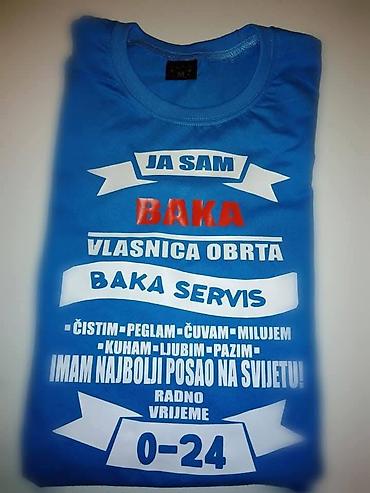 JA SAM
BAKA
VLASNICA OBRTA
BAKA SERVIS
▪ČISTIM▪PEGLAM▪ČUVAM▪MILUJEM
▪KUHAM▪LJUBIM▪PAZIM▪
IMAM NAJBOLJI POSAO NA SVIJETU!
RADNO
VRIJEME
0-24